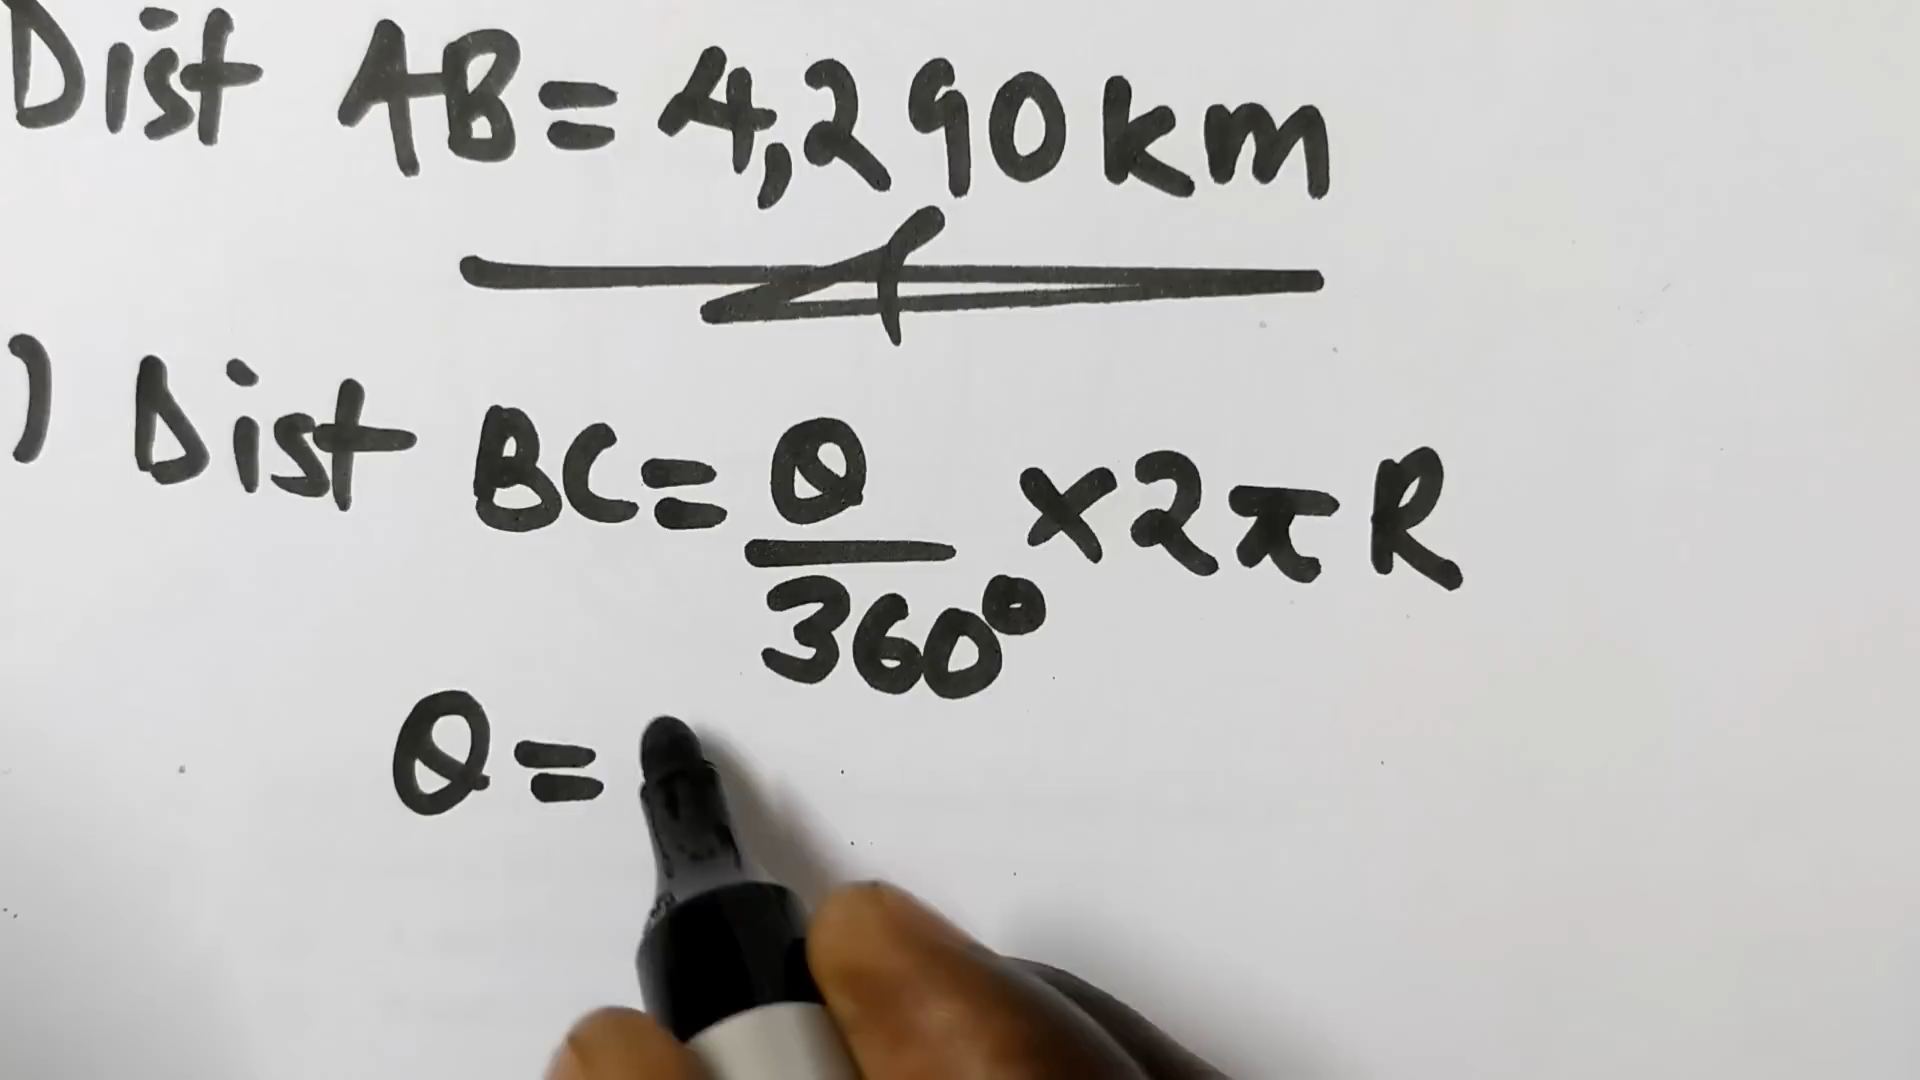 Dist AB = 4,290 km
) Dist BC = θ/360° × 2πR
θ =